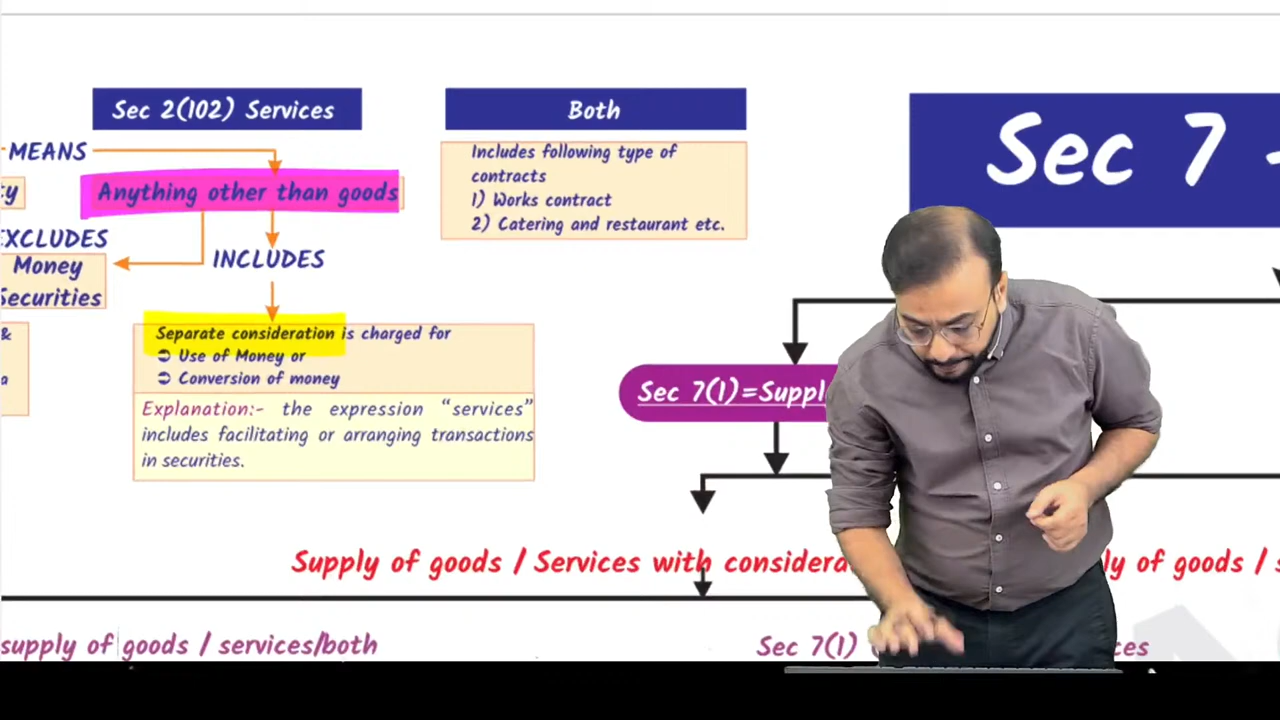 Sec 2(102) Services
MEANS
Anything other than goods
EXCLUDES
Money
Securities
INCLUDES
Separate consideration is charged for
➲ Use of Money or
➲ Conversion of money
Explanation:- the expression “services”
includes facilitating or arranging transactions
in securities.
Both
Includes following type of
contracts
1) Works contract
2) Catering and restaurant etc.
Sec 7 -
Sec 7(1)=Suppl
Supply of goods / Services with considera
ly of goods / s
supply of goods / services/both
Sec 7(1)
ces